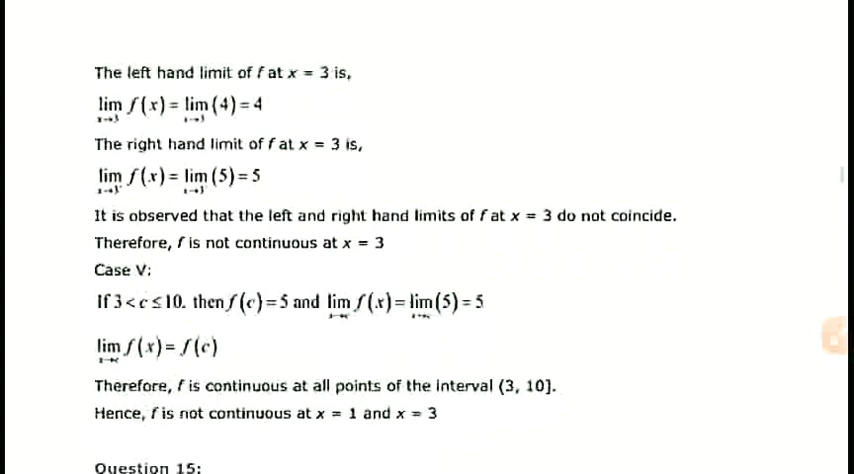 The left hand limit of f at x = 3 is,
lim f(x) = lim (4) = 4
x→3 x→3
The right hand limit of f at x = 3 is,
lim f(x) = lim (5) = 5
x→3 x→3
It is observed that the left and right hand limits of f at x = 3 do not coincide.
Therefore, f is not continuous at x = 3
Case V:
If 3 < c ≤ 10. then f (c) = 5 and lim f (x) = lim (5) = 5
x→c x→c
lim f (x) = f (c)
x→c
Therefore, f is continuous at all points of the interval (3, 10].
Hence, f is not continuous at x = 1 and x = 3
Question 15: